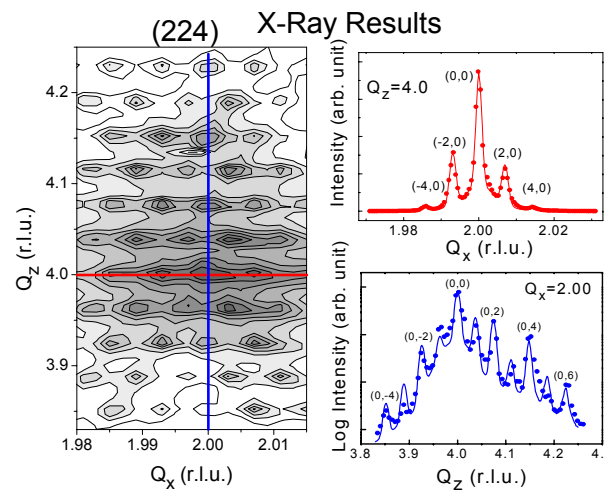 (224) X-Ray Results
4.2
4.1
4.0
3.9
Q_z (r.l.u.)
1.98 1.99 2.00 2.01
Q_x (r.l.u.)
Intensity (arb. unit)
Q_z=4.0
(0,0)
(-2,0)
(2,0)
(-4,0)
(4,0)
1.98 2.00 2.02
Q_x (r.l.u.)
Log Intensity (arb. unit)
(0,0)
Q_x=2.00
(0,2)
(0,-2)
(0,4)
(0,6)
(0,-4)
3.8 3.9 4.0 4.1 4.2 4.
Q_z (r.l.u.)